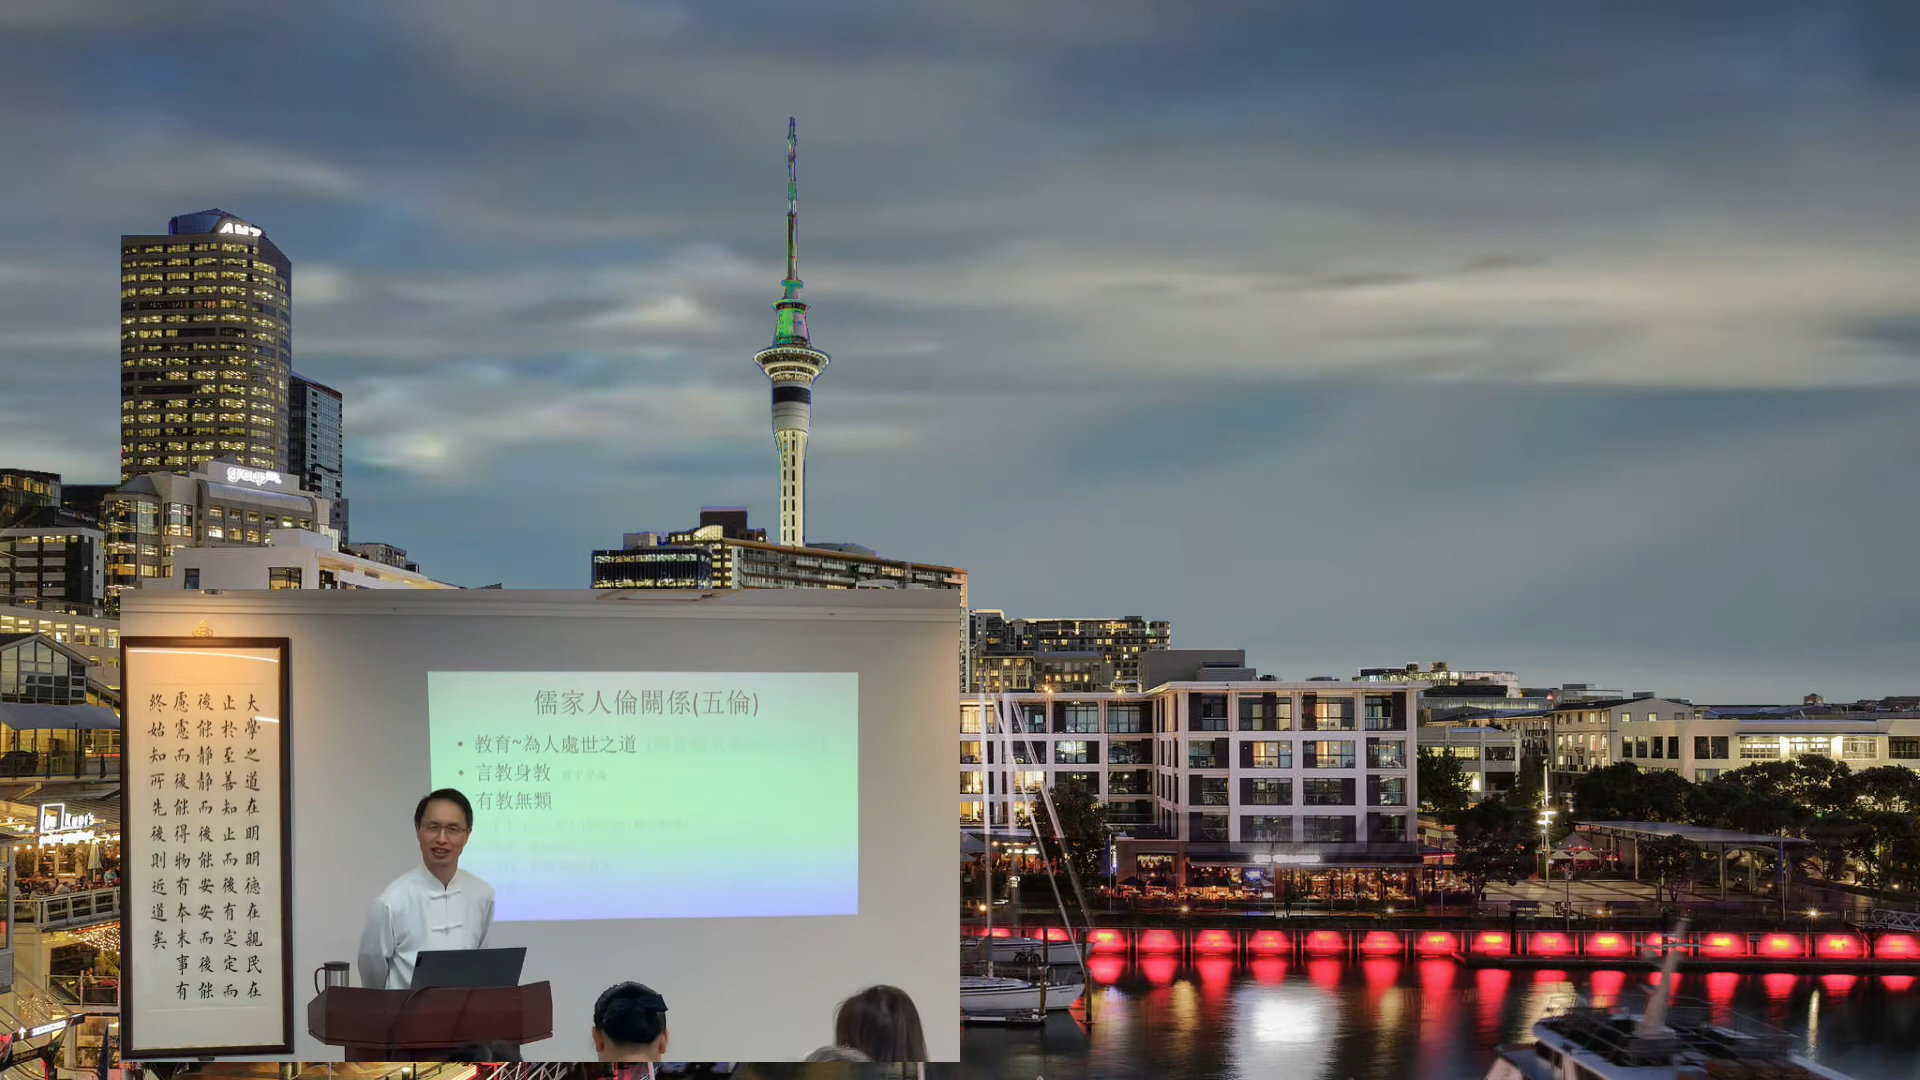 ANZ
groupm
大學之道在明明德在親民在
止於至善知止而後有定定而
後能靜靜而後能安安而後能
慮慮而後能得物有本末事有
終始知所先後則近道矣
儒家人倫關係(五倫)
• 教育~為人處世之道
• 言教身教
有教無類